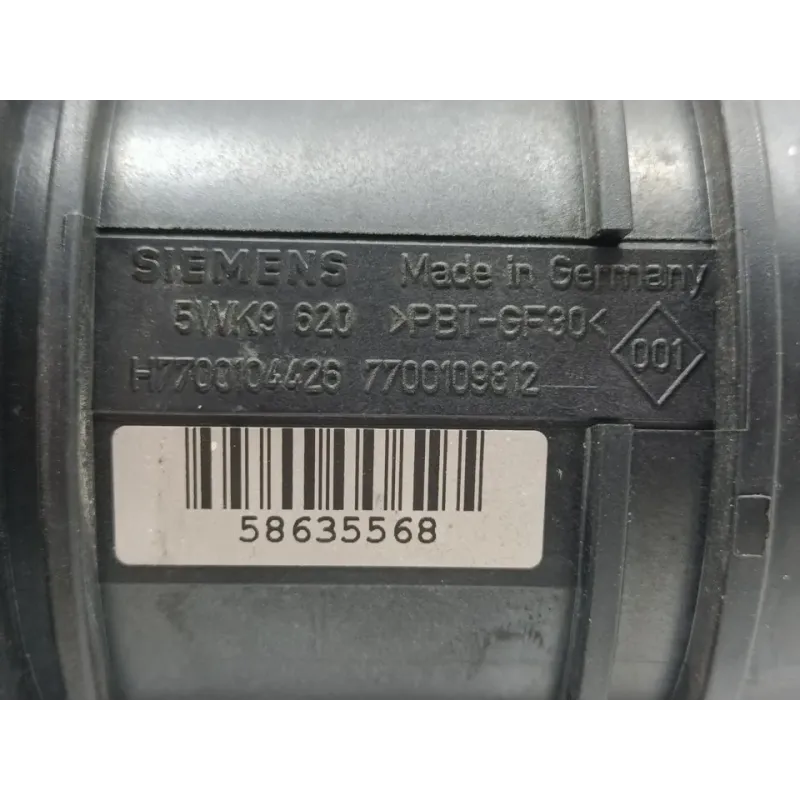 SIEMENS Made in Germany
5WK9 620 >PBT-GF30<
001
H7700104426 7700109812
58635568